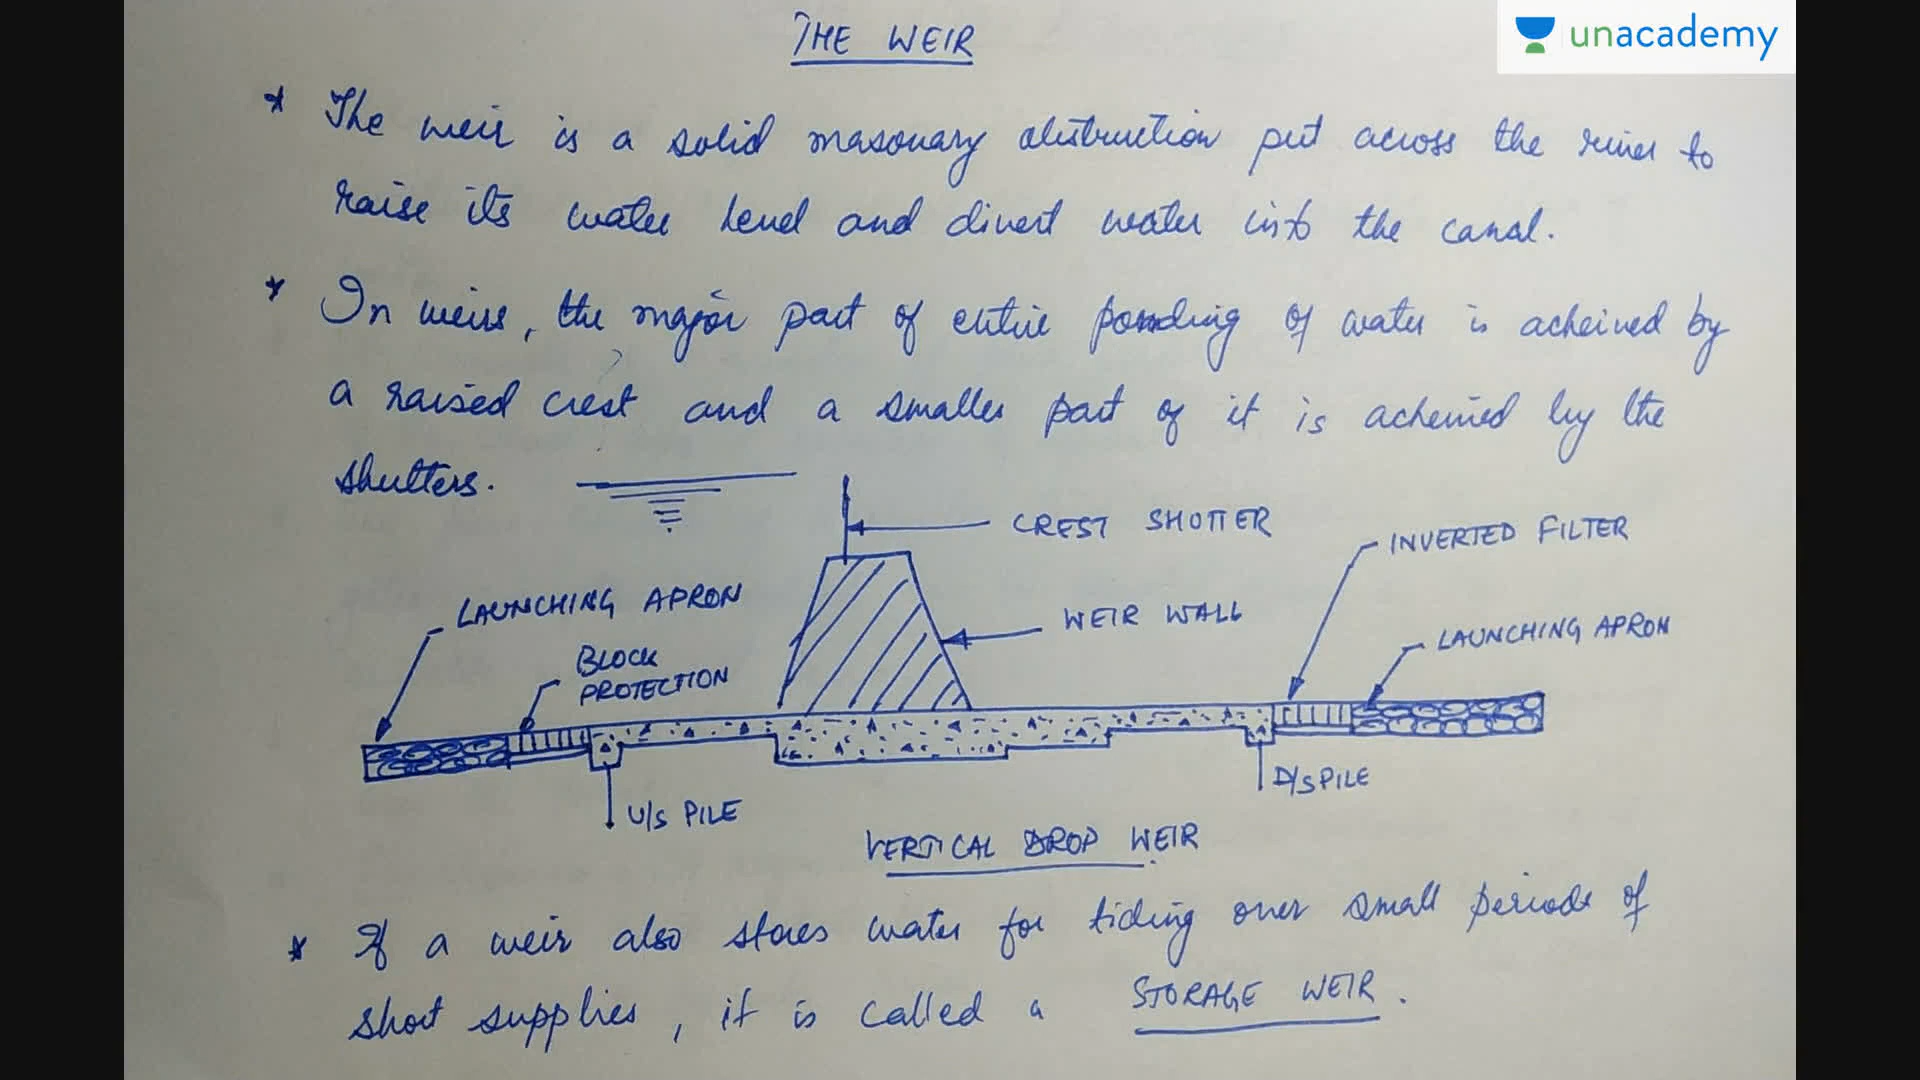 THE WEIR
unacademy
* The weir is a solid masonary obstruction put across the river to
raise its water level and divert water into the canal.
* In weirs, the major part of entire ponding of water is acheived by
a raised crest and a smaller part of it is acheived by the
shutters.
CREST SHUTTER
INVERTED FILTER
LAUNCHING APRON
WEIR WALL
LAUNCHING APRON
BLOCK
PROTECTION
D/S PILE
U/S PILE
VERTICAL DROP WEIR
* If a weir also stores water for tiding over small periods of
short supplies, it is called a STORAGE WEIR.